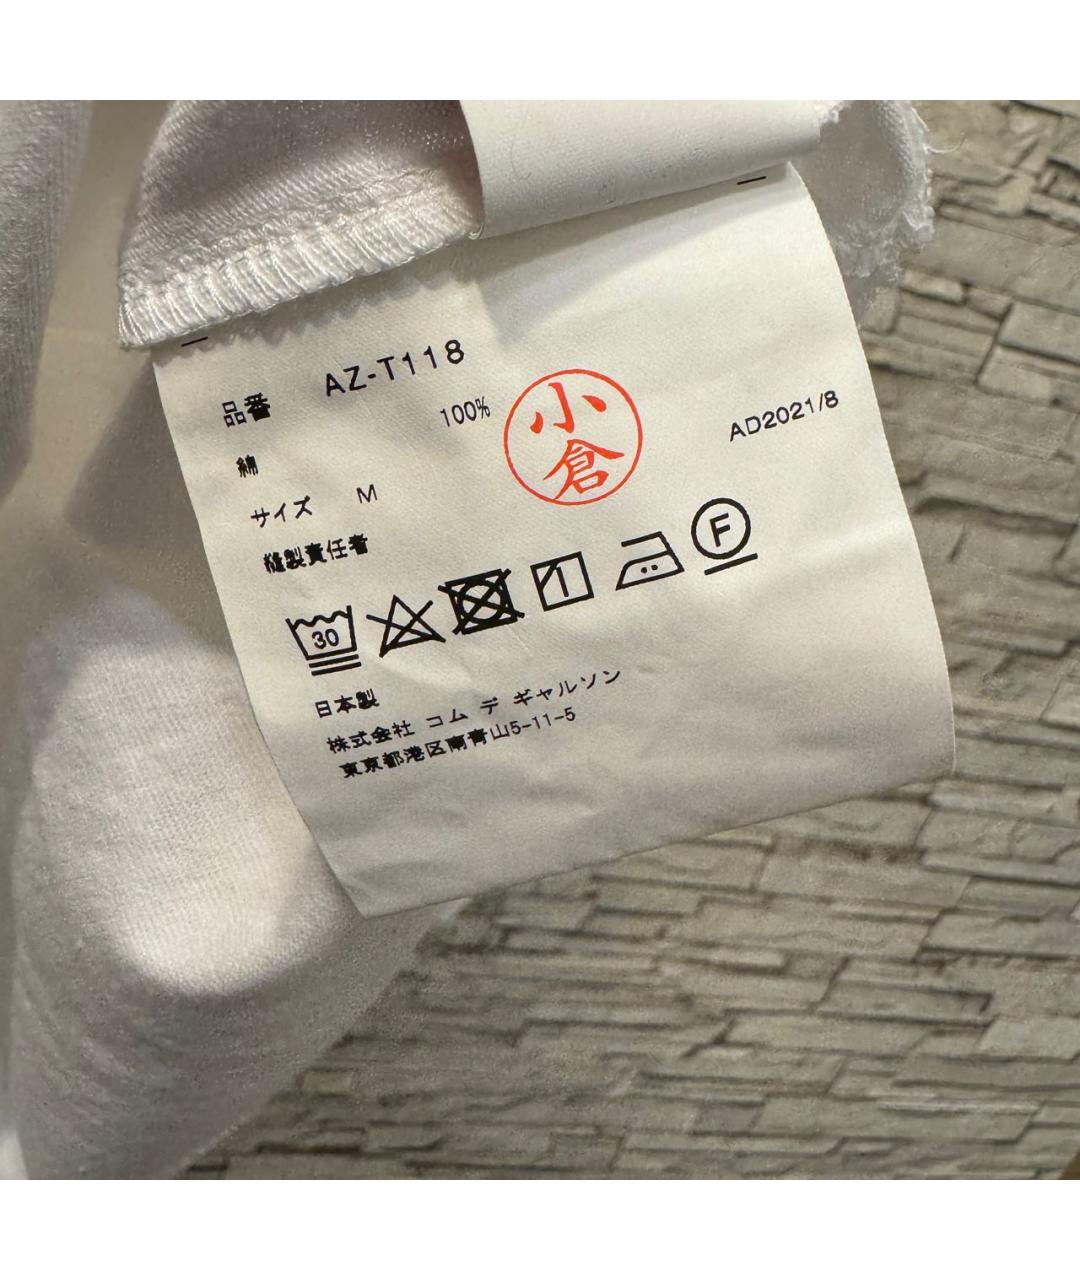 品番 AZ-T118
綿 100%
小倉
AD2021/8
サイズ M
縫製責任者
30
F
日本製
株式会社 コム デ ギャルソン
東京都港区南青山5-11-5